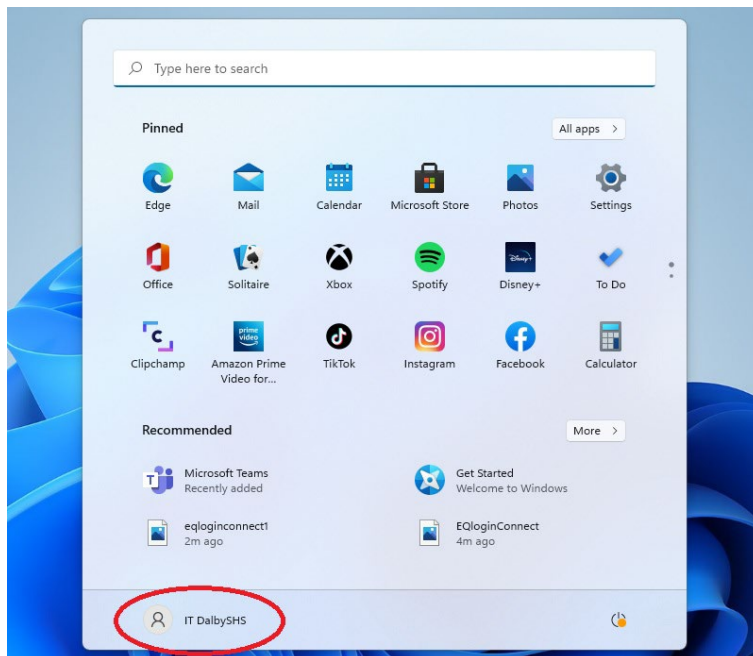 Type here to search
Pinned
All apps >
Edge
Mail
Calendar
Microsoft Store
Photos
Settings
Office
Solitaire
Xbox
Spotify
Disney+
To Do
Clipchamp
Amazon Prime
Video for...
TikTok
Instagram
Facebook
Calculator
Recommended
More >
Microsoft Teams
Recently added
Get Started
Welcome to Windows
eqloginconnect1
2m ago
EQloginConnect
4m ago
IT DalbySHS